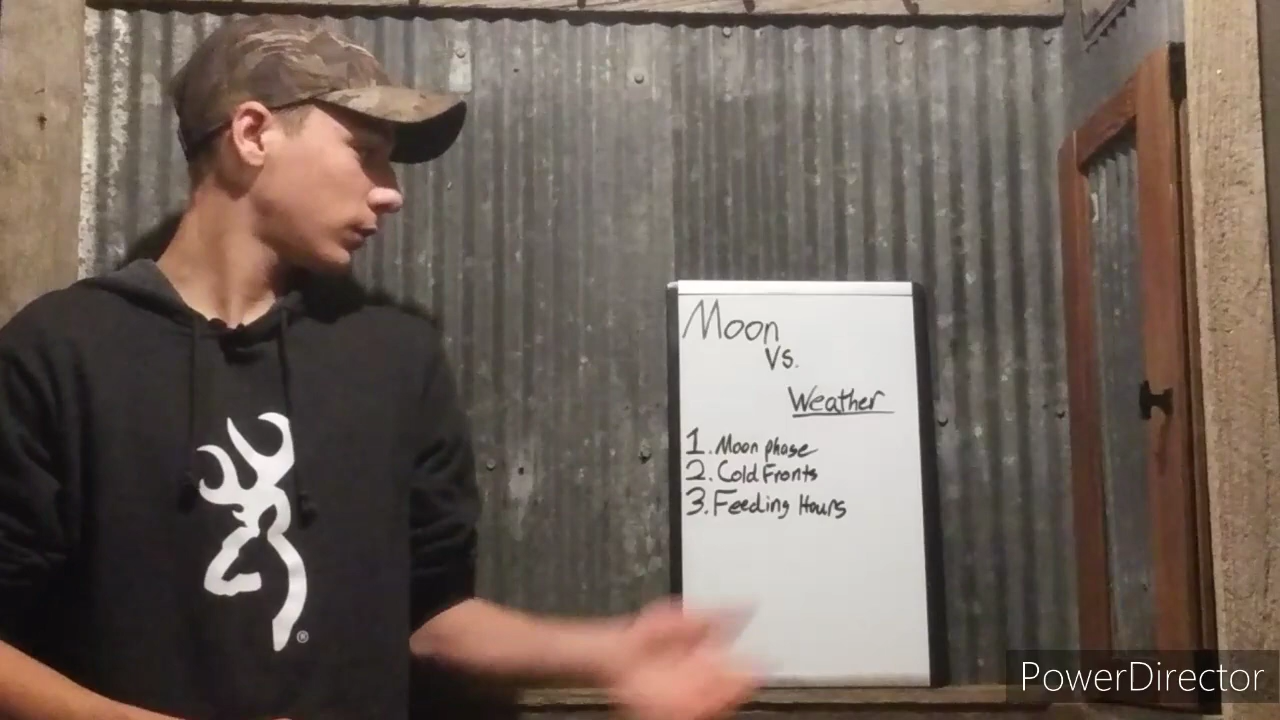 Moon
Vs.
Weather
1. Moon phase
2. Cold Fronts
3. Feeding Hours
®
PowerDirector